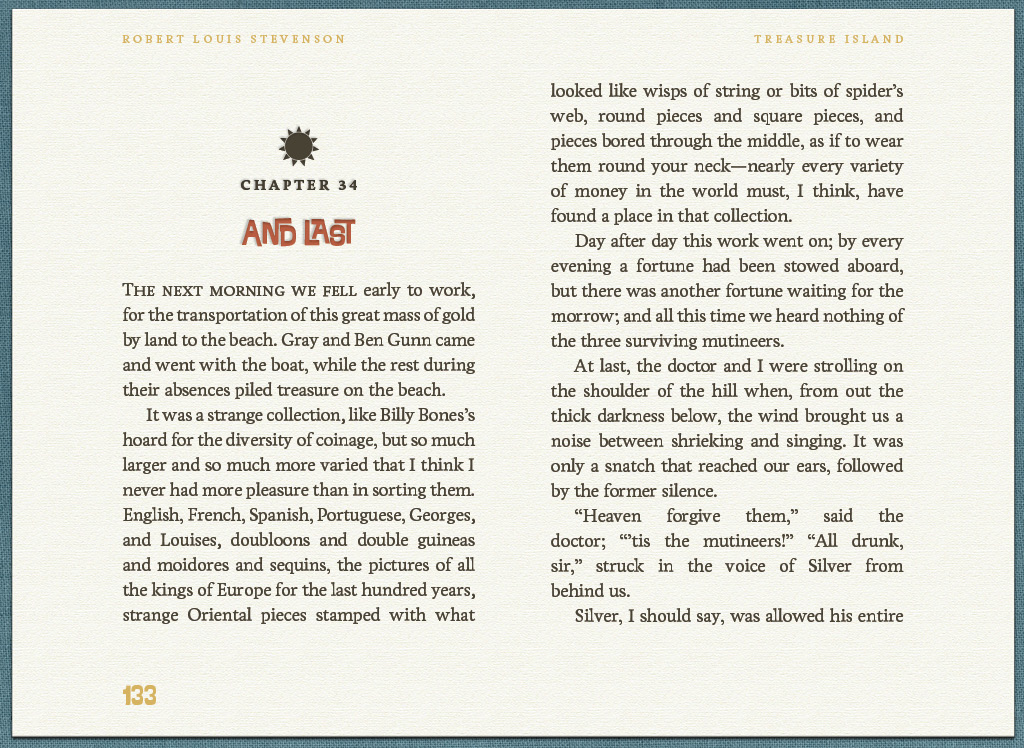 ROBERT LOUIS STEVENSON
TREASURE ISLAND
CHAPTER 34
AND LAST
THE NEXT MORNING WE FELL early to work,
for the transportation of this great mass of gold
by land to the beach. Gray and Ben Gunn came
and went with the boat, while the rest during
their absences piled treasure on the beach.
It was a strange collection, like Billy Bones’s
hoard for the diversity of coinage, but so much
larger and so much more varied that I think I
never had more pleasure than in sorting them.
English, French, Spanish, Portuguese, Georges,
and Louises, doubloons and double guineas
and moidores and sequins, the pictures of all
the kings of Europe for the last hundred years,
strange Oriental pieces stamped with what
looked like wisps of string or bits of spider’s
web, round pieces and square pieces, and
pieces bored through the middle, as if to wear
them round your neck—nearly every variety
of money in the world must, I think, have
found a place in that collection.
Day after day this work went on; by every
evening a fortune had been stowed aboard,
but there was another fortune waiting for the
morrow; and all this time we heard nothing of
the three surviving mutineers.
At last, the doctor and I were strolling on
the shoulder of the hill when, from out the
thick darkness below, the wind brought us a
noise between shrieking and singing. It was
only a snatch that reached our ears, followed
by the former silence.
“Heaven forgive them,” said the
doctor; “’tis the mutineers!” “All drunk,
sir,” struck in the voice of Silver from
behind us.
Silver, I should say, was allowed his entire
133